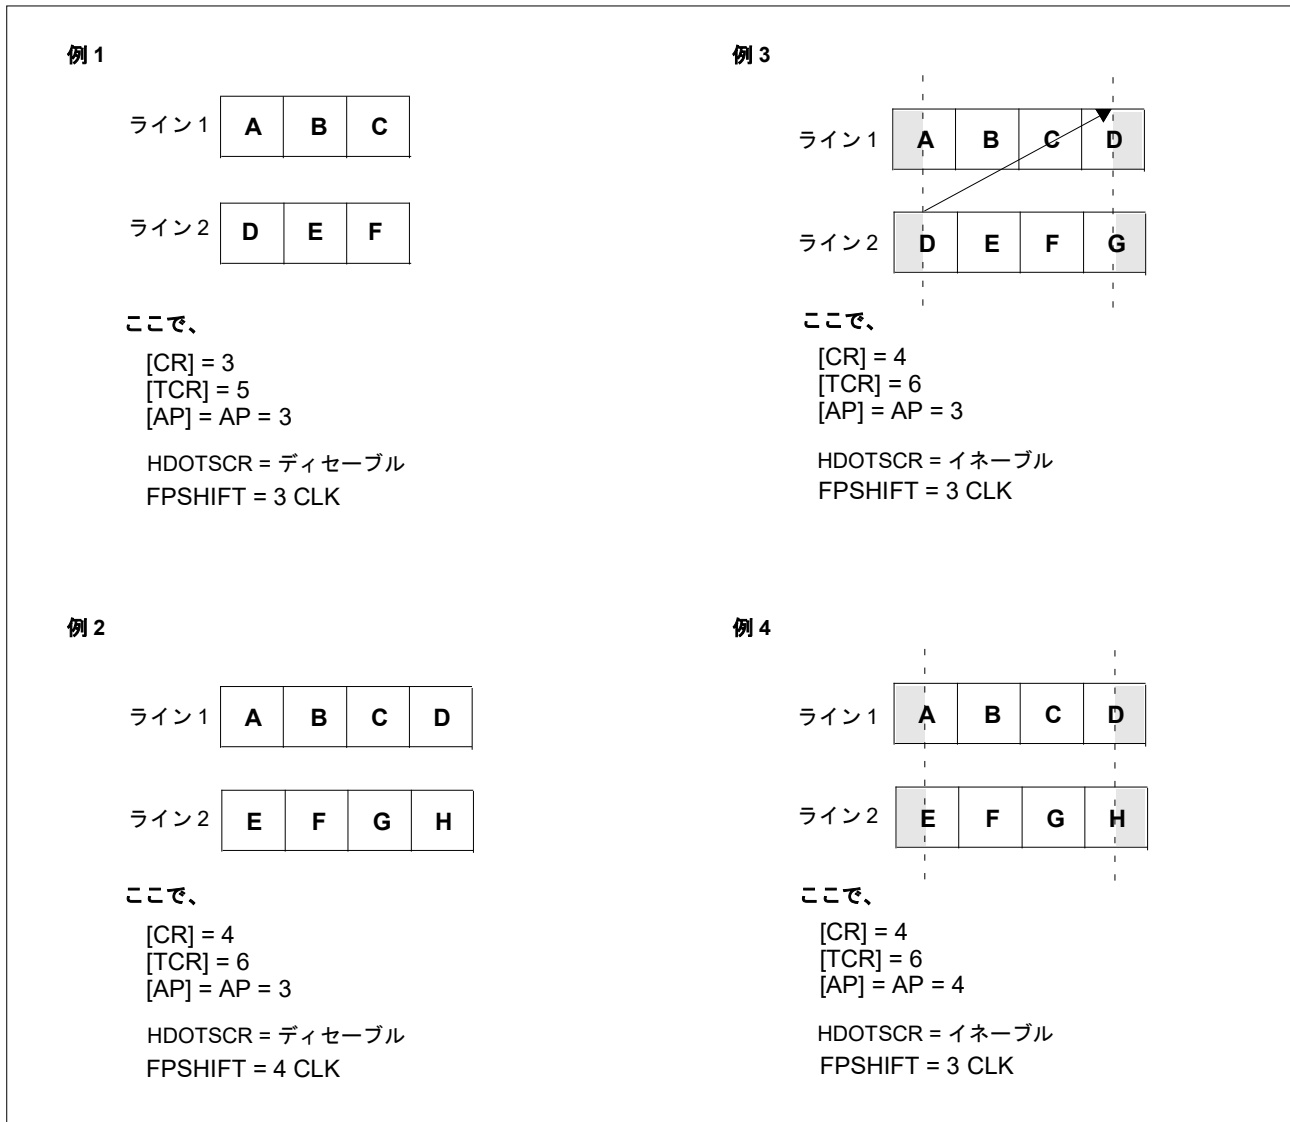 例 1
ライン 1 A B C
ライン 2 D E F
ここで、
[CR] = 3
[TCR] = 5
[AP] = AP = 3
HDOTSCR = ディセーブル
FPSHIFT = 3 CLK
例 3
ライン 1 A B C D
ライン 2 D E F G
ここで、
[CR] = 4
[TCR] = 6
[AP] = AP = 3
HDOTSCR = イネーブル
FPSHIFT = 3 CLK
例 2
ライン 1 A B C D
ライン 2 E F G H
ここで、
[CR] = 4
[TCR] = 6
[AP] = AP = 3
HDOTSCR = ディセーブル
FPSHIFT = 4 CLK
例 4
ライン 1 A B C D
ライン 2 E F G H
ここで、
[CR] = 4
[TCR] = 6
[AP] = AP = 4
HDOTSCR = イネーブル
FPSHIFT = 3 CLK